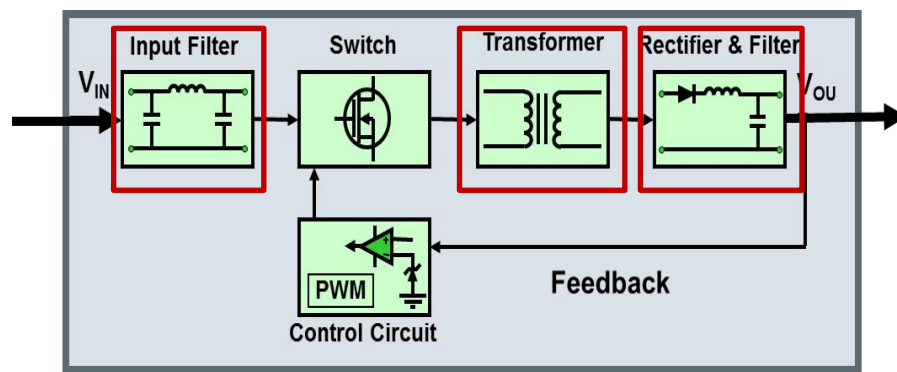 Input Filter
Switch
Transformer
Rectifier & Filter
VIN
VOU
+
−
PWM
Feedback
Control Circuit